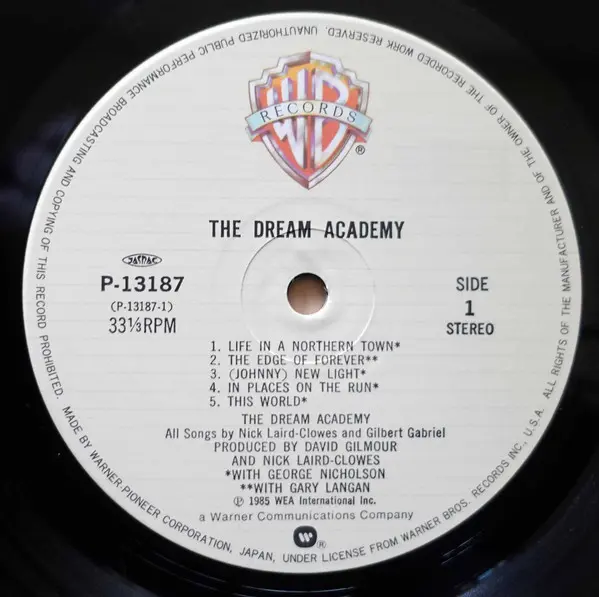 ALL RIGHTS OF THE MANUFACTURER AND OF THE OWNER OF THE RECORDED WORK RESERVED. UNAUTHORIZED PUBLIC PERFORMANCE BROADCASTING AND COPYING OF THIS RECORD PROHIBITED.
WB
RECORDS
®
THE DREAM ACADEMY
JASRAC
P-13187
(P-13187-1)
33⅓RPM
SIDE
1
STEREO
1. LIFE IN A NORTHERN TOWN*
2. THE EDGE OF FOREVER**
3. (JOHNNY) NEW LIGHT*
4. IN PLACES ON THE RUN*
5. THIS WORLD*
THE DREAM ACADEMY
All Songs by Nick Laird-Clowes and Gilbert Gabriel
PRODUCED BY DAVID GILMOUR
AND NICK LAIRD-CLOWES
*WITH GEORGE NICHOLSON
**WITH GARY LANGAN
℗ 1985 WEA International Inc.
a Warner Communications Company
®
MADE BY WARNER-PIONEER CORPORATION, JAPAN, UNDER LICENSE FROM WARNER BROS. RECORDS INC., U.S.A.